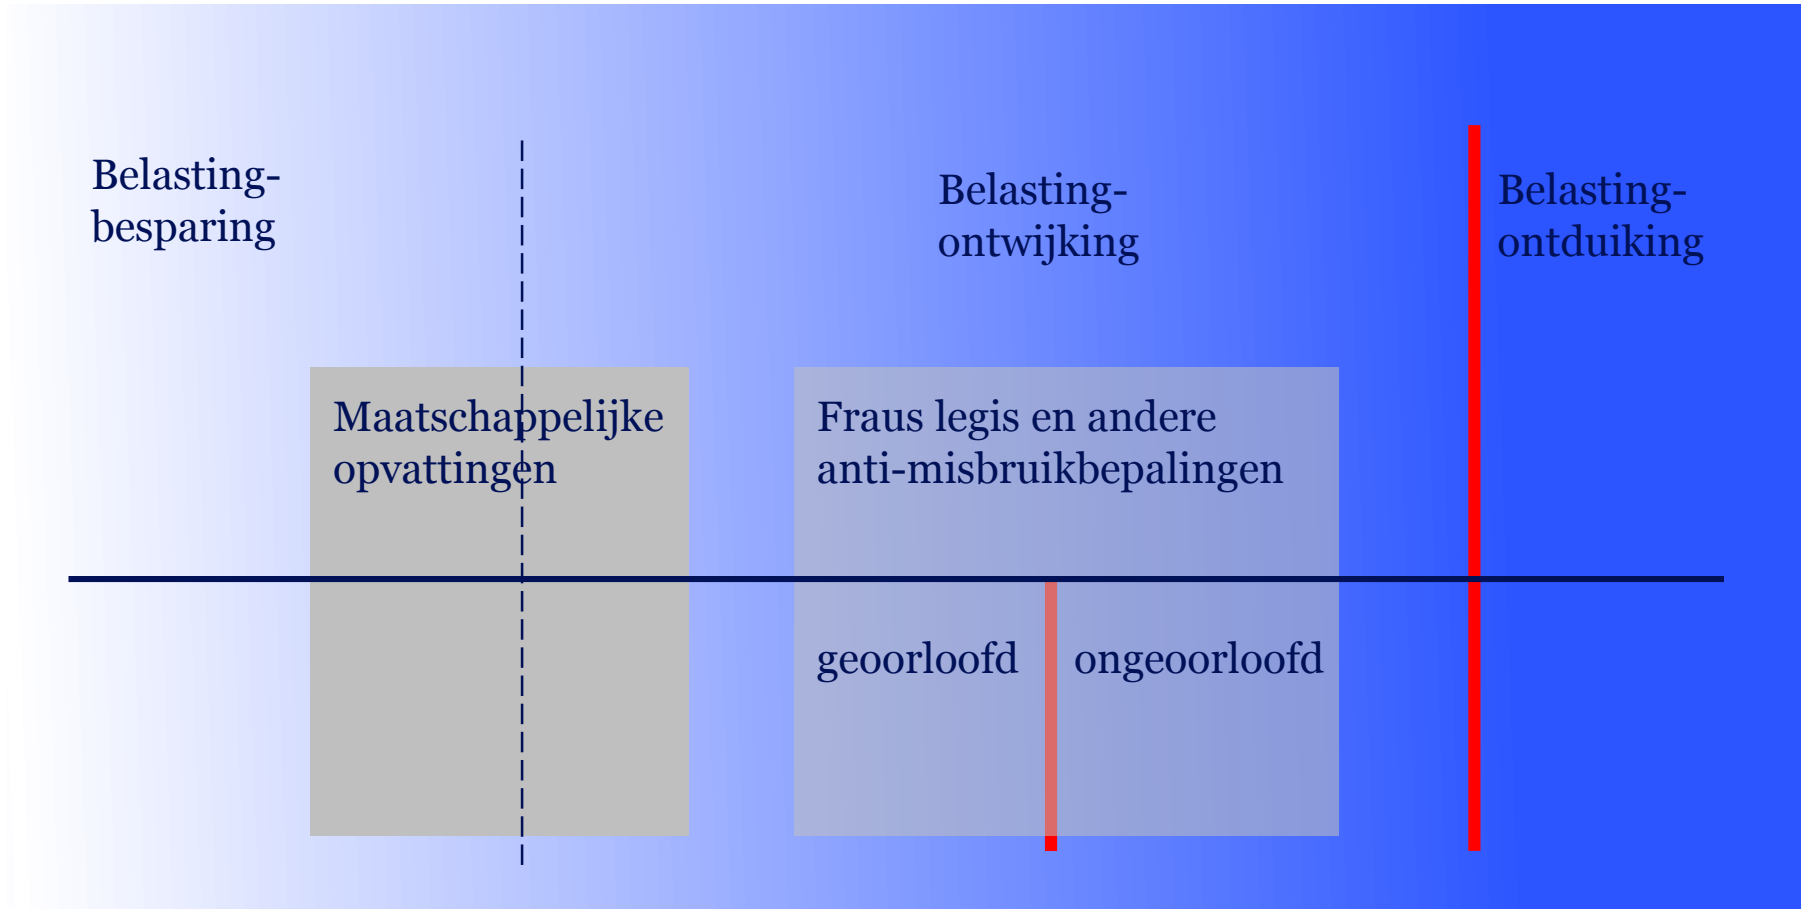 Belasting-
besparing
Belasting-
ontwijking
Belasting-
ontduiking
Maatschappelijke
opvattingen
Fraus legis en andere
anti-misbruikbepalingen
geoorloofd
ongeoorloofd